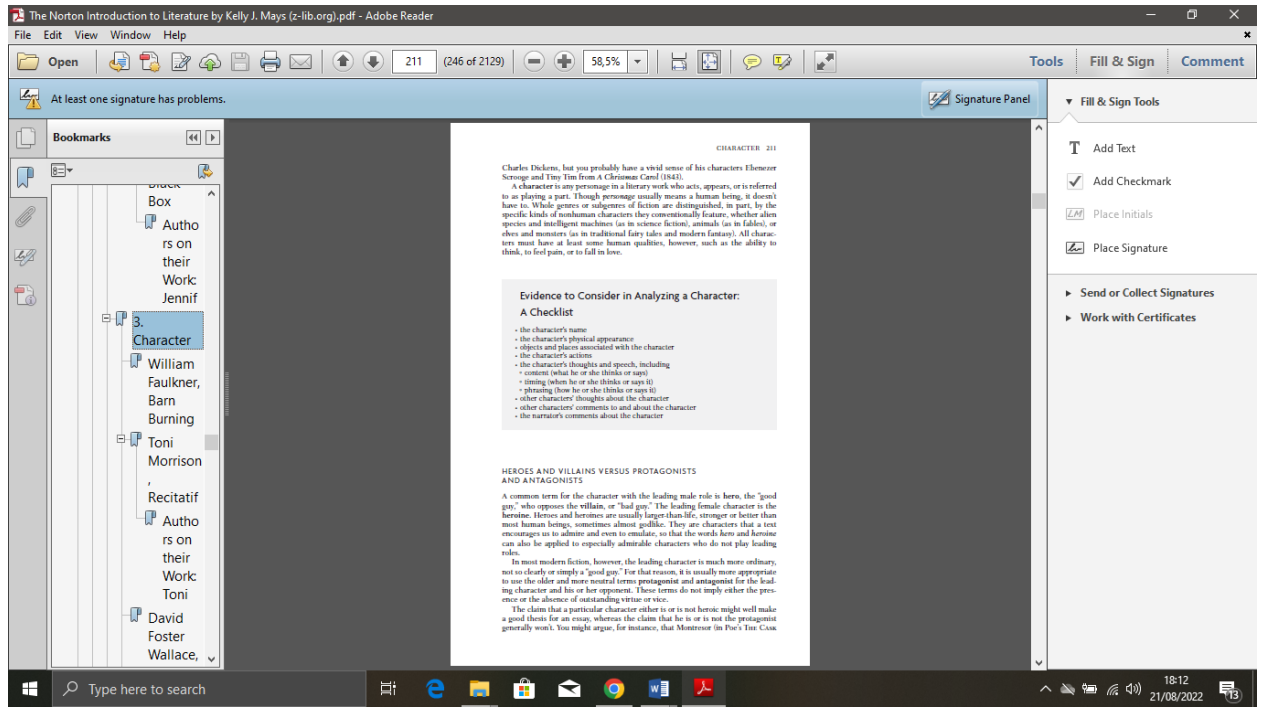 The Norton Introduction to Literature by Kelly J. Mays (z-lib.org).pdf - Adobe Reader
File Edit View Window Help
Open 211 (246 of 2129) 58,5% Tools Fill & Sign Comment
At least one signature has problems. Signature Panel
Bookmarks
Black
Box
Autho
rs on
their
Work:
Jennif
3.
Character
William
Faulkner,
Barn
Burning
Toni
Morrison
,
Recitatif
Autho
rs on
their
Work:
Toni
David
Foster
Wallace,
CHARACTER 211
Charles Dickens, but you probably have a vivid sense of his characters Ebenezer
Scrooge and Tiny Tim from A Christmas Carol (1843).
A character is any personage in a literary work who acts, appears, or is referred
to as playing a part. Though personage usually means a human being, it doesn't
have to. Whole genres or subgenres of fiction are distinguished, in part, by the
specific kinds of nonhuman characters they conventionally feature, whether alien
species and intelligent machines (as in science fiction), animals (as in fables), or
elves and monsters (as in traditional fairy tales and modern fantasy). All charac-
ters must have at least some human qualities, however, such as the ability to
think, to feel pain, or to fall in love.
Evidence to Consider in Analyzing a Character:
A Checklist
• the character's name
• the character's physical appearance
• objects and places associated with the character
• the character's actions
• the character's thoughts and speech, including
° content (what he or she thinks or says)
° timing (when he or she thinks or says it)
° phrasing (how he or she thinks or says it)
• other characters' thoughts about the character
• other characters' comments to and about the character
• the narrator's comments about the character
HEROES AND VILLAINS VERSUS PROTAGONISTS
AND ANTAGONISTS
A common term for the character with the leading male role is hero, the "good
guy," who opposes the villain, or "bad guy." The leading female character is the
heroine. Heroes and heroines are usually larger-than-life, stronger or better than
most human beings, sometimes almost godlike. They are characters that a text
encourages us to admire and even to emulate, so that the words hero and heroine
can also be applied to especially admirable characters who do not play leading
roles.
In most modern fiction, however, the leading character is much more ordinary,
not so clearly or simply a "good guy." For that reason, it is usually more appropriate
to use the older and more neutral terms protagonist and antagonist for the lead-
ing character and his or her opponent. These terms do not imply either the pres-
ence or the absence of outstanding virtue or vice.
The claim that a particular character either is or is not heroic might well make
a good thesis for an essay, whereas the claim that he is or is not the protagonist
generally won't. You might argue, for instance, that Montresor (in Poe's THE CASK
Fill & Sign Tools
T Add Text
Add Checkmark
LM Place Initials
Place Signature
Send or Collect Signatures
Work with Certificates
Type here to search
18:12
21/08/2022
13